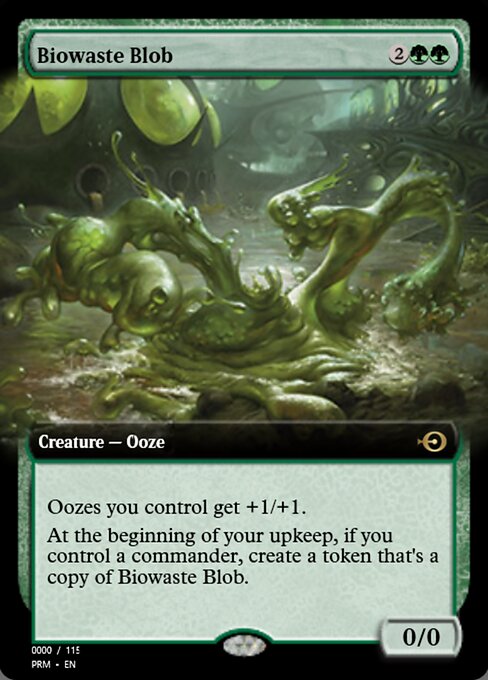 Biowaste Blob 2
Creature — Ooze
Oozes you control get +1/+1.
At the beginning of your upkeep, if you
control a commander, create a token that's a
copy of Biowaste Blob.
0/0
0000 / 115
PRM • EN